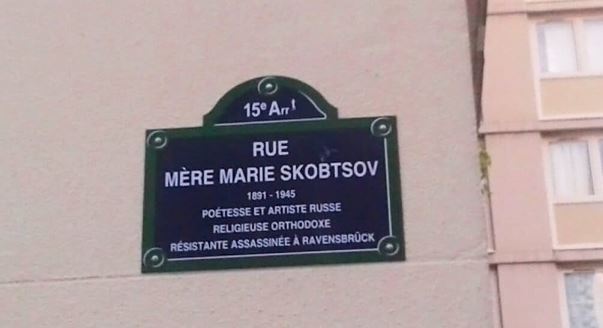 15e Arrt
RUE
MÈRE MARIE SKOBTSOV
1891 - 1945
POÉTESSE ET ARTISTE RUSSE
RELIGIEUSE ORTHODOXE
RÉSISTANTE ASSASSINÉE À RAVENSBRÜCK